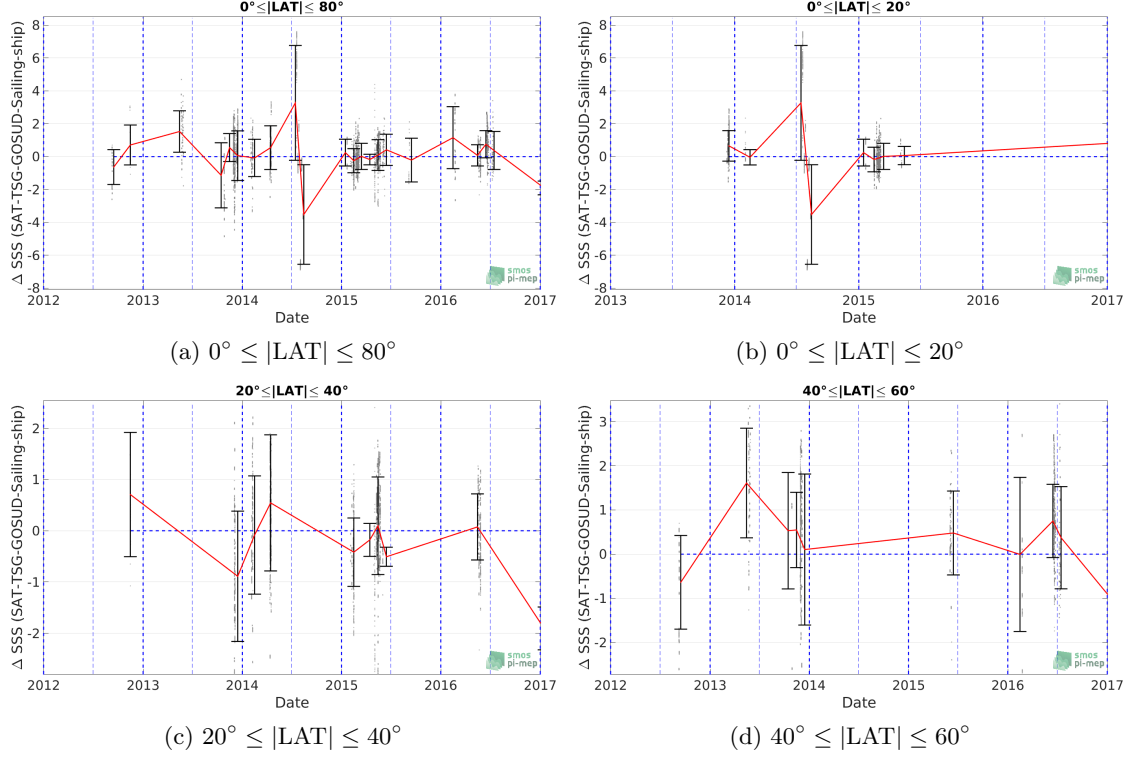 0°≤|LAT|≤ 80°
Δ SSS (SAT-TSG-GOSUD-Sailing-ship)
8
6
4
2
0
-2
-4
-6
-8
2012 2013 2014 2015 2016 2017
Date
smos
pi-mep
(a) 0° ≤ |LAT| ≤ 80°
0°≤|LAT|≤ 20°
Δ SSS (SAT-TSG-GOSUD-Sailing-ship)
8
6
4
2
0
-2
-4
-6
-8
2013 2014 2015 2016 2017
Date
smos
pi-mep
(b) 0° ≤ |LAT| ≤ 20°
20°≤|LAT|≤ 40°
Δ SSS (SAT-TSG-GOSUD-Sailing-ship)
2
1
0
-1
-2
2012 2013 2014 2015 2016 2017
Date
smos
pi-mep
(c) 20° ≤ |LAT| ≤ 40°
40°≤|LAT|≤ 60°
Δ SSS (SAT-TSG-GOSUD-Sailing-ship)
3
2
1
0
-1
-2
2012 2013 2014 2015 2016 2017
Date
smos
pi-mep
(d) 40° ≤ |LAT| ≤ 60°